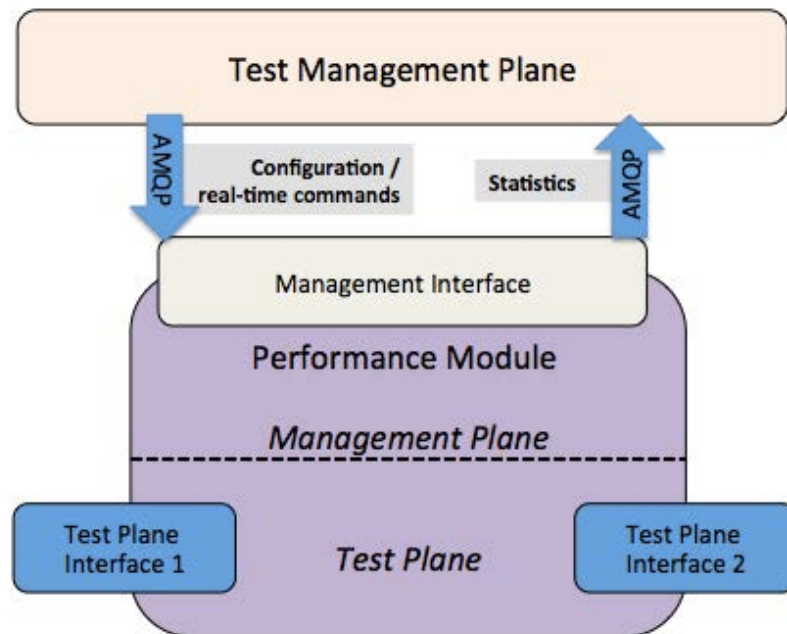 Test Management Plane
AMQP
Configuration /
real-time commands
Statistics
AMQP
Management Interface
Performance Module
Management Plane
Test Plane
Interface 1
Test Plane
Test Plane
Interface 2